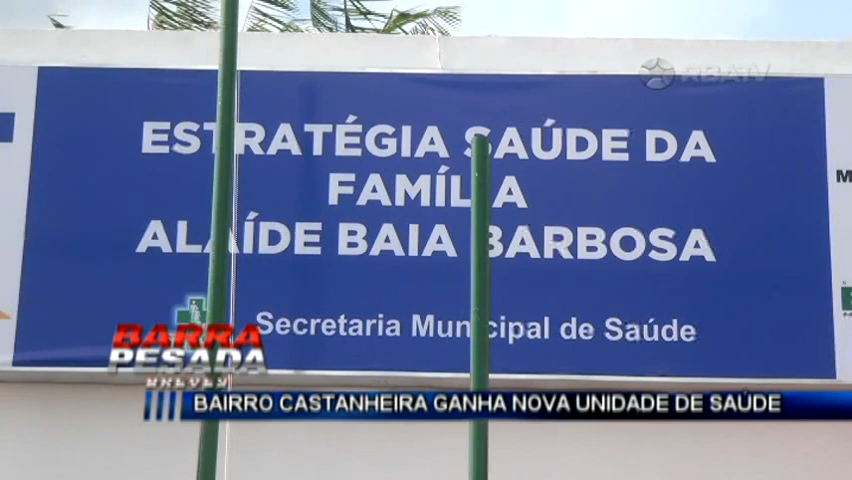 RBATV
ESTRATÉGIA SAÚDE DA
FAMÍLIA
ALAÍDE BAIA BARBOSA
Secretaria Municipal de Saúde
BARRA
PESADA
BREVES
BAIRRO CASTANHEIRA GANHA NOVA UNIDADE DE SAÚDE